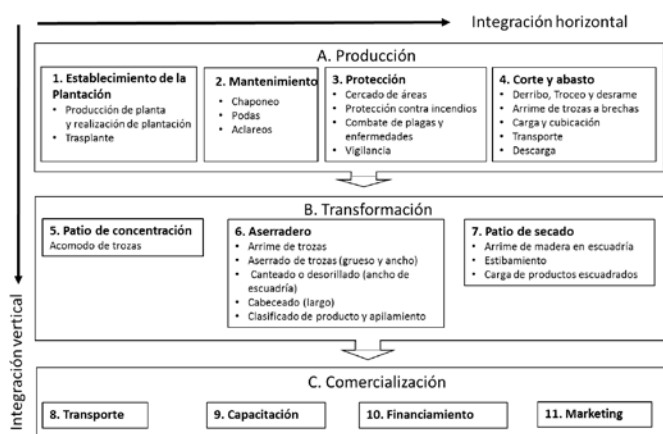 Integración horizontal
Integración vertical
A. Producción
1. Establecimiento de la
Plantación
• Producción de planta
y realización de plantación
• Trasplante
2. Mantenimiento
• Chaponeo
• Podas
• Aclareos
3. Protección
• Cercado de áreas
• Protección contra incendios
• Combate de plagas y
enfermedades
• Vigilancia
4. Corte y abasto
• Derribo, Troceo y desrame
• Arrime de trozas a brechas
• Carga y cubicación
• Transporte
• Descarga
B. Transformación
5. Patio de concentración
Acomodo de trozas
6. Aserradero
• Arrime de trozas
• Aserrado de trozas (grueso y ancho)
• Canteado o desorillado (ancho de
escuadría)
• Cabeceado (largo)
• Clasificado de producto y apilamiento
7. Patio de secado
• Arrime de madera en escuadría
• Estibamiento
• Carga de productos escuadrados
C. Comercialización
8. Transporte
9. Capacitación
10. Financiamiento
11. Marketing